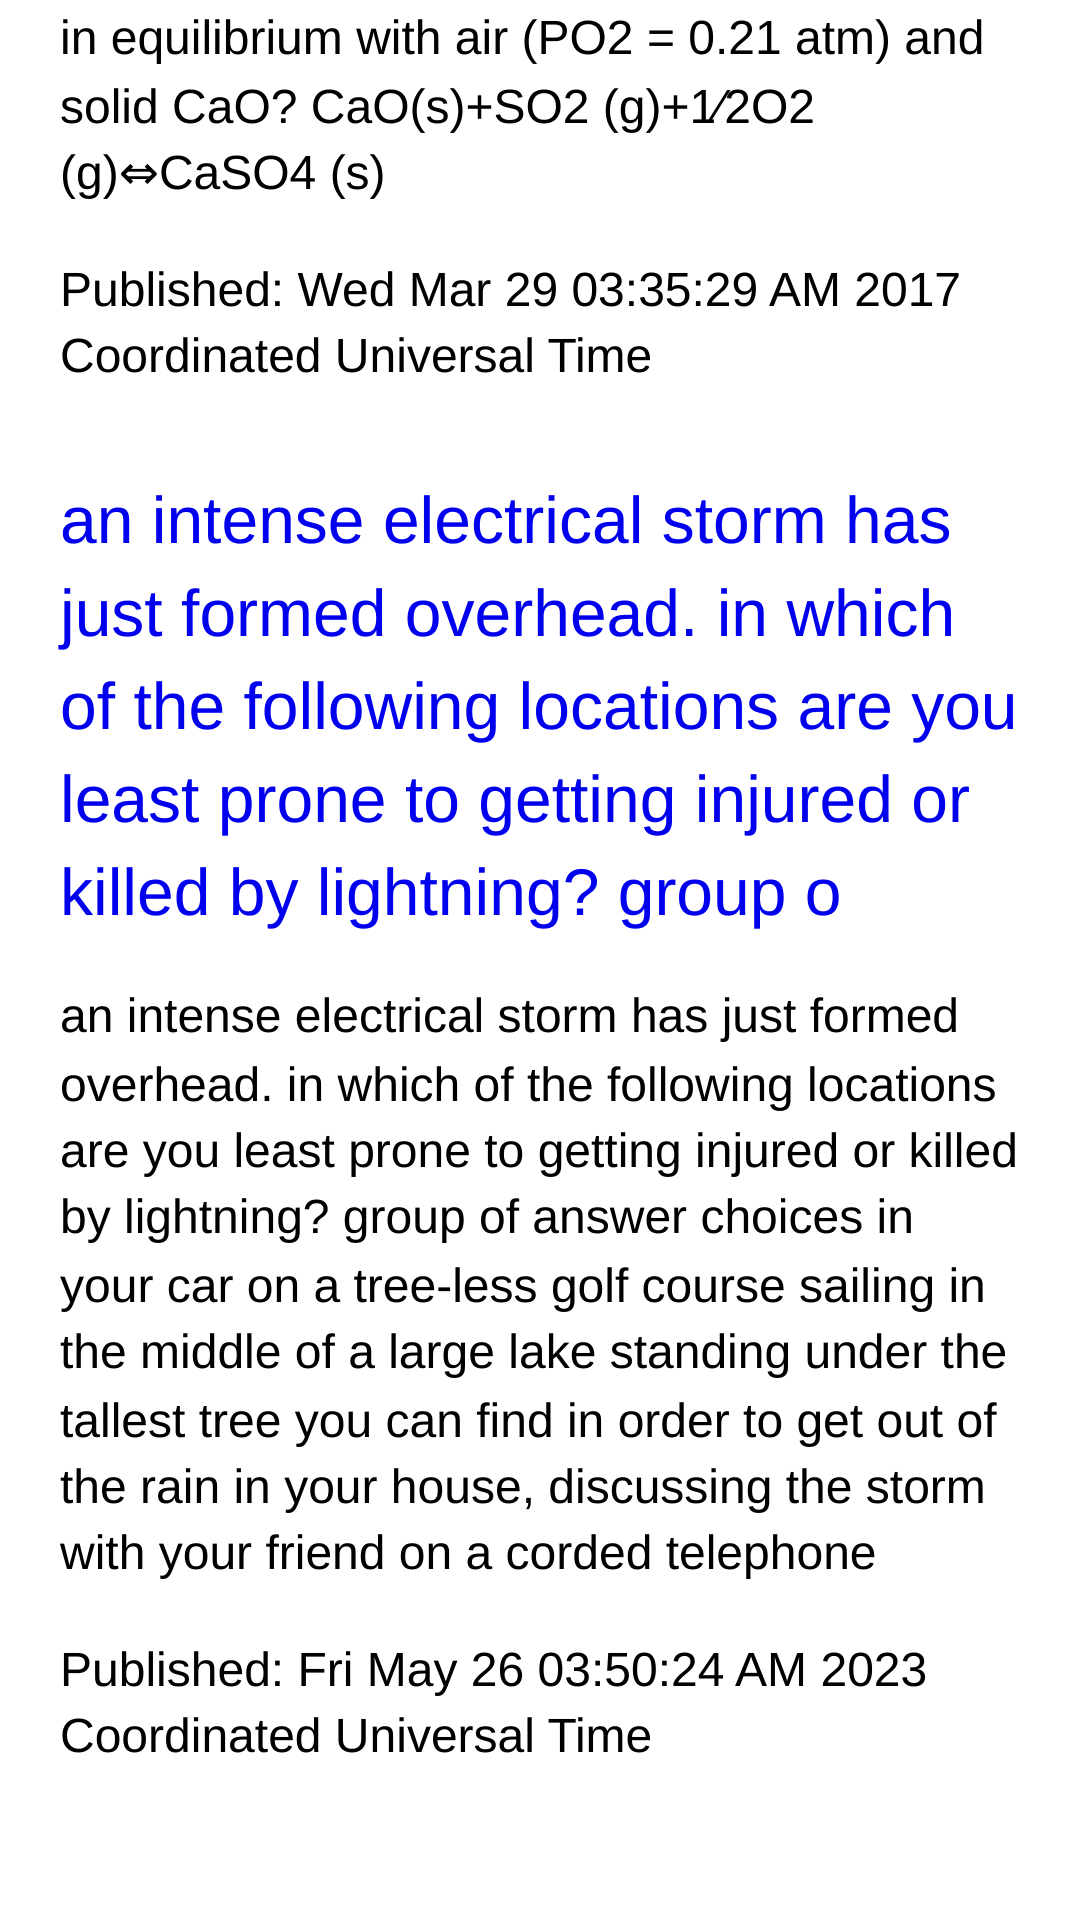 in equilibrium with air (PO2 = 0.21 atm) and
solid CaO? CaO(s)+SO2 (g)+1⁄2O2
(g)⇔CaSO4 (s)
Published: Wed Mar 29 03:35:29 AM 2017
Coordinated Universal Time
an intense electrical storm has
just formed overhead. in which
of the following locations are you
least prone to getting injured or
killed by lightning? group o
an intense electrical storm has just formed
overhead. in which of the following locations
are you least prone to getting injured or killed
by lightning? group of answer choices in
your car on a tree-less golf course sailing in
the middle of a large lake standing under the
tallest tree you can find in order to get out of
the rain in your house, discussing the storm
with your friend on a corded telephone
Published: Fri May 26 03:50:24 AM 2023
Coordinated Universal Time